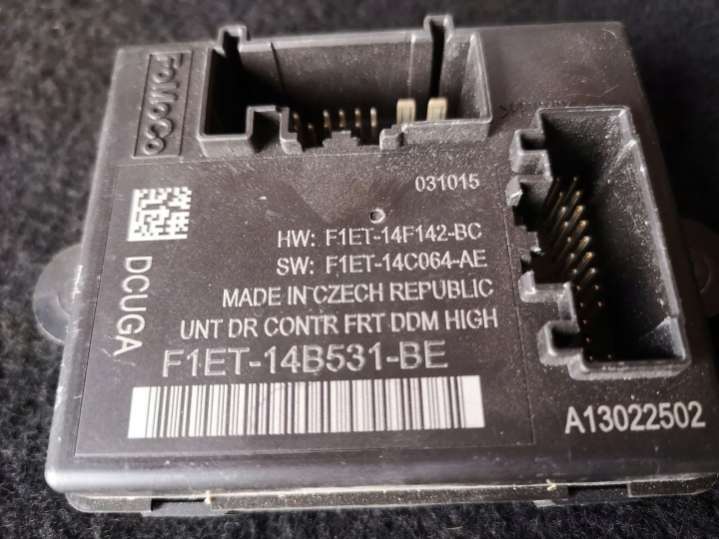 FoMoCo
031015
HW: F1ET-14F142-BC
SW: F1ET-14C064-AE
MADE IN CZECH REPUBLIC
UNT DR CONTR FRT DDM HIGH
F1ET-14B531-BE
DCUGA
A13022502